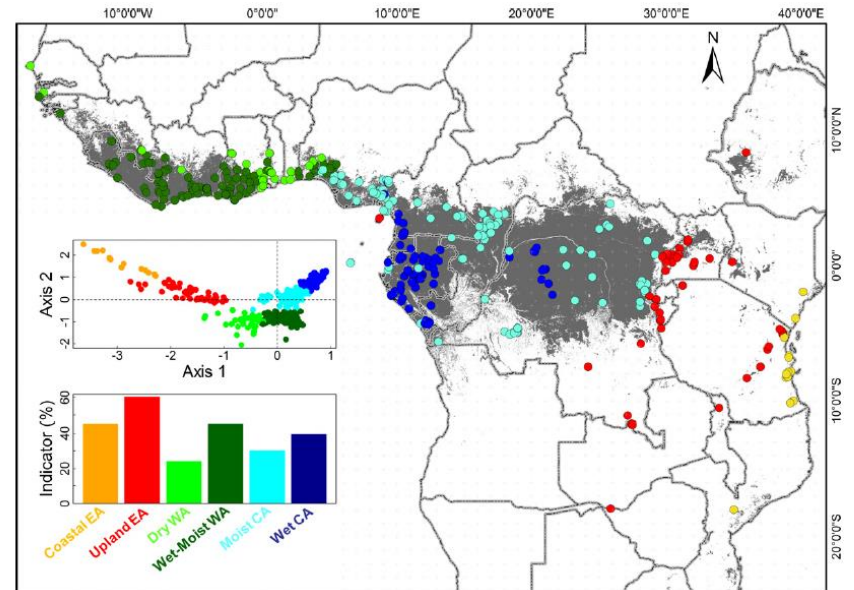 10°0'0"W 0°0'0" 10°0'0"E 20°0'0"E 30°0'0"E 40°0'0"E
N
10°0'0"N
0°0'0"
10°0'0"S
20°0'0"S
Axis 2
2
1
0
-1
-2
-3 -2 -1 0 1
Axis 1
Indicator (%)
60
40
20
0
Coastal EA
Upland EA
Dry WA
Wet-Moist WA
Moist CA
Wet CA